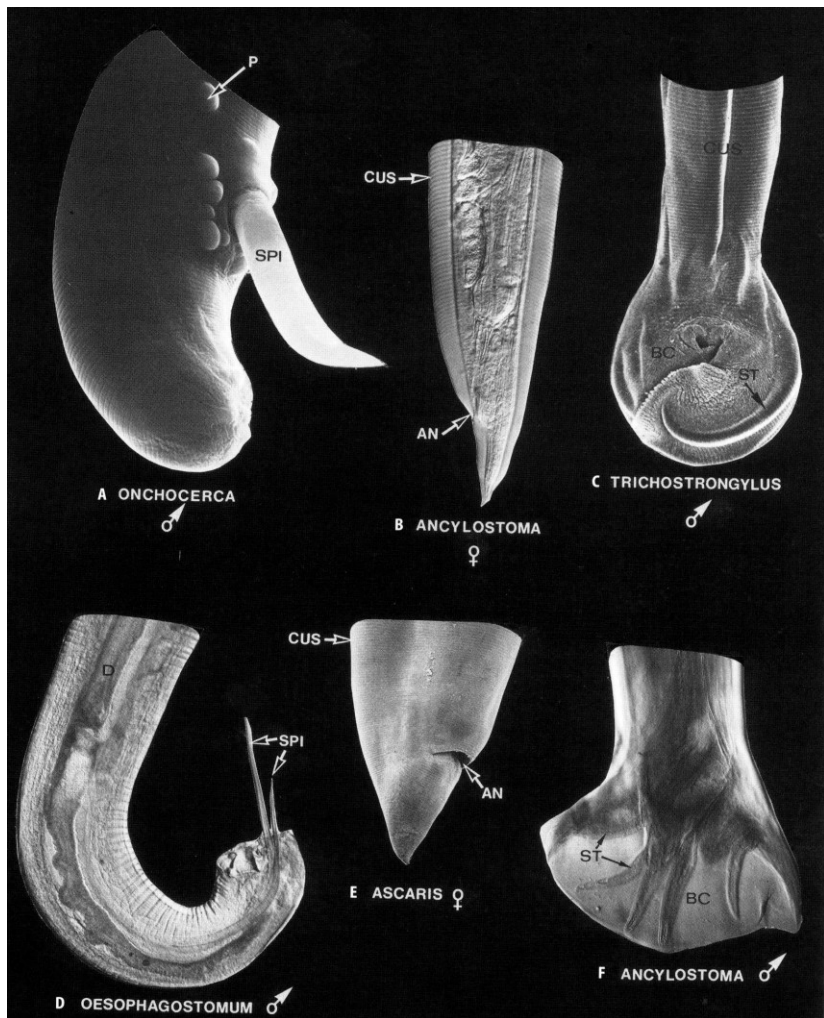 P
SPI
A ONCHOCERCA
♂
CUS
AN
B ANCYLOSTOMA
♀
CUS
BC
ST
C TRICHOSTRONGYLUS
♂
D
SPI
D OESOPHAGOSTOMUM ♂
CUS
AN
E ASCARIS ♀
ST
BC
F ANCYLOSTOMA ♂